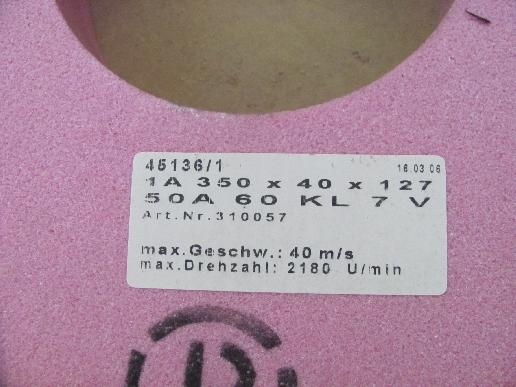 45136/1 16.03.06
1A 350 x 40 x 127
50A 60 KL 7 V
Art.Nr.310057
max.Geschw.: 40 m/s
max.Drehzahl: 2180 U/min